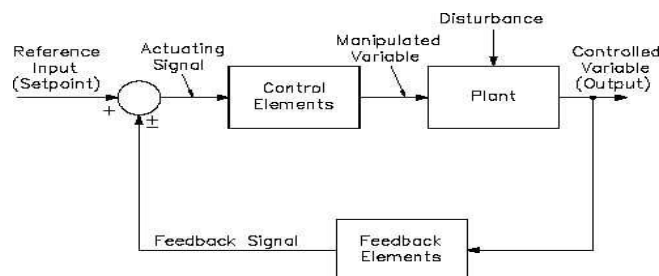 Disturbance
Reference
Input
(Setpoint)
Actuating
Signal
Manipulated
Variable
Controlled
Variable
(Output)
+
±
Control
Elements
Plant
Feedback Signal
Feedback
Elements